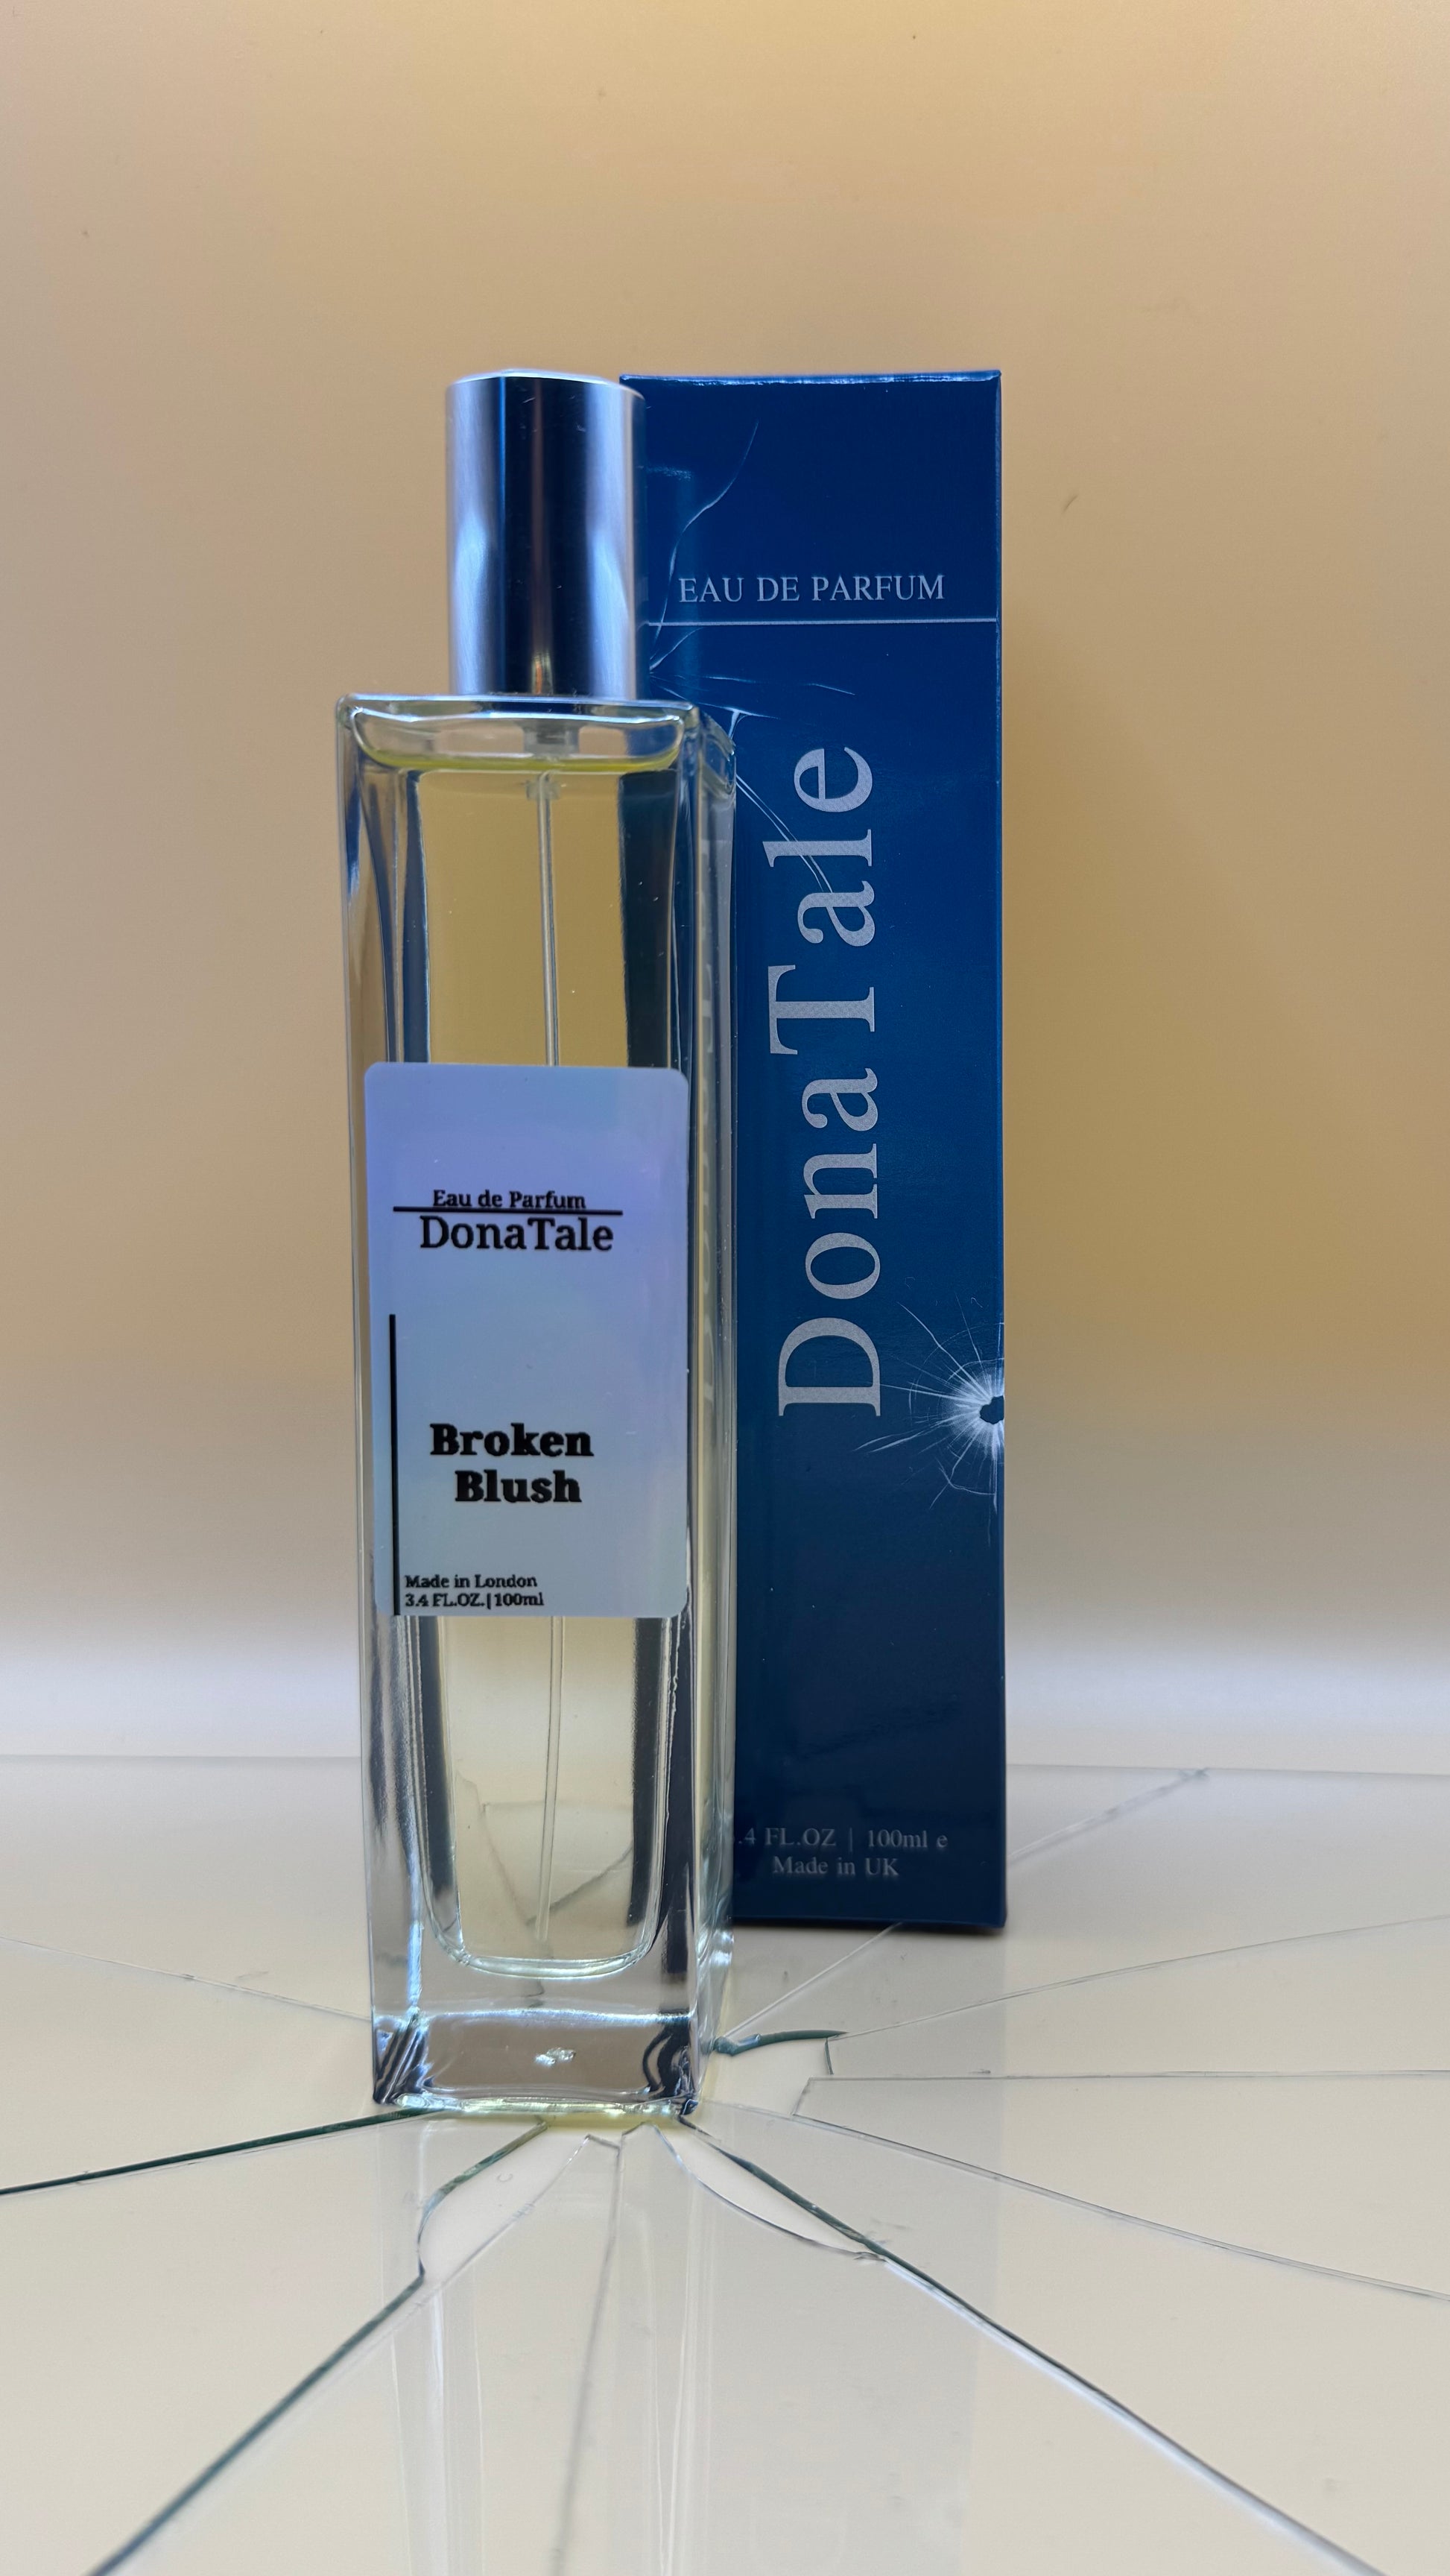 Eau de Parfum
DonaTale
Broken
Blush
Made in London
3.4 FL.OZ.|100ml
EAU DE PARFUM
DonaTale
.4 FL.OZ | 100ml e
Made in UK